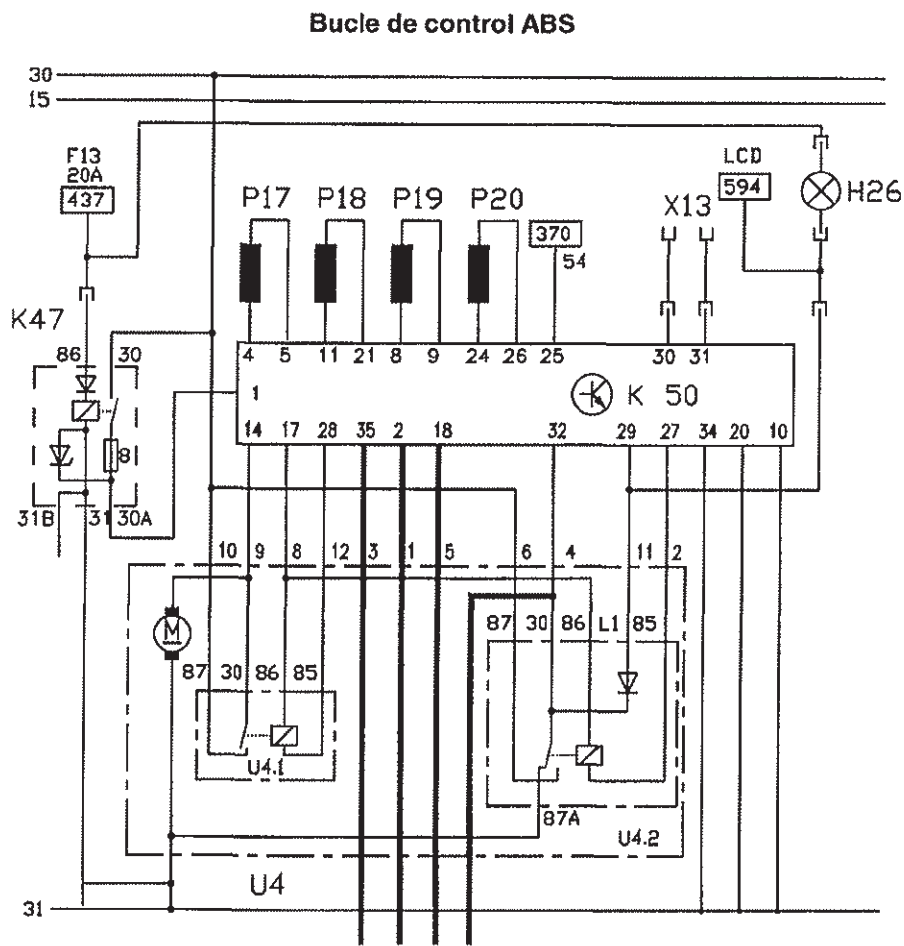 Bucle de control ABS
30
15
F13
20A
437
LCD
594
H26
P17 P18 P19 P20
370
54
X13
K47
86 30
4 5 11 21 8 9 24 26 25 30 31
1
K 50
14 17 28 35 2 18 32 29 27 34 20 10
8
31B 31 30A
10 9 8 12 3 1 5 6 4 11 2
M
87 30 86 L1 85
87 30 86 85
U4.1
87A
U4.2
U4
31